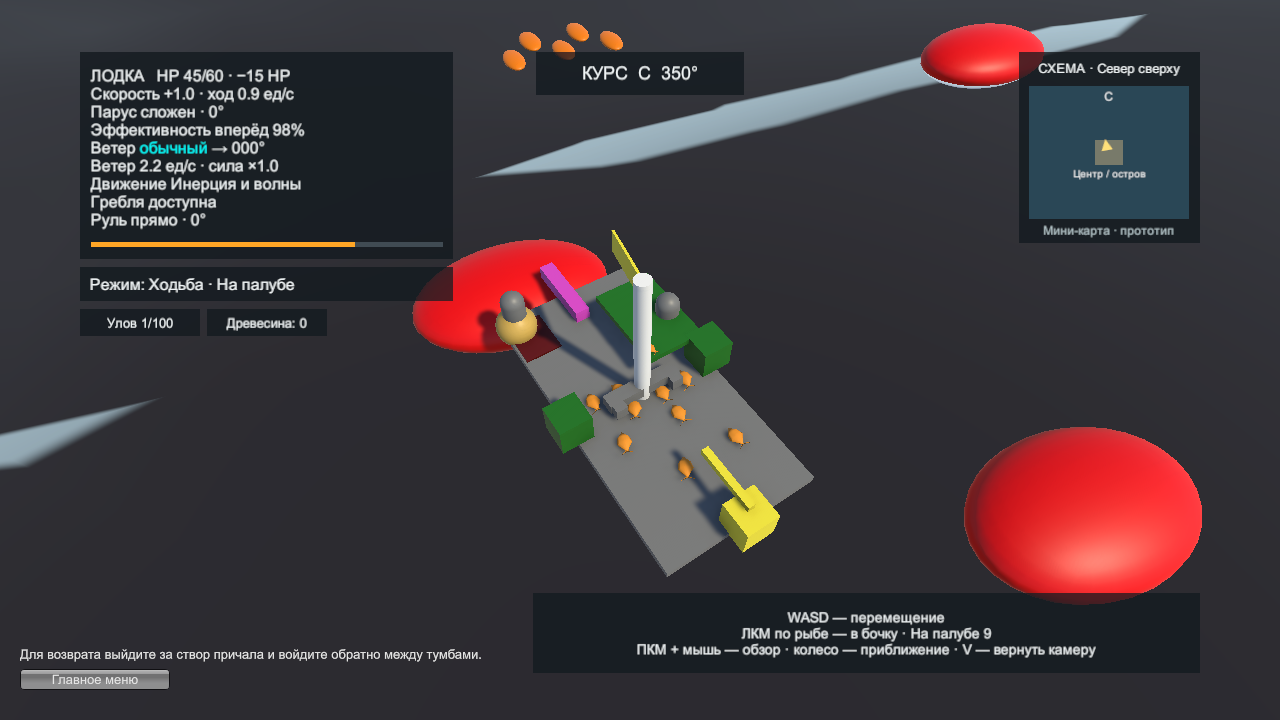 ЛОДКА HP 45/60 · −15 HP
Скорость +1.0 · ход 0.9 ед/с
Парус сложен · 0°
Эффективность вперёд 98%
Ветер обычный → 000°
Ветер 2.2 ед/с · сила ×1.0
Движение Инерция и волны
Гребля доступна
Руль прямо · 0°
Режим: Ходьба · На палубе
Улов 1/100
Древесина: 0
КУРС С 350°
СХЕМА · Север сверху
С
Центр / остров
Мини-карта · прототип
WASD — перемещение
ЛКМ по рыбе — в бочку · На палубе 9
ПКМ + мышь — обзор · колесо — приближение · V — вернуть камеру
Для возврата выйдите за створ причала и войдите обратно между тумбами.
Главное меню